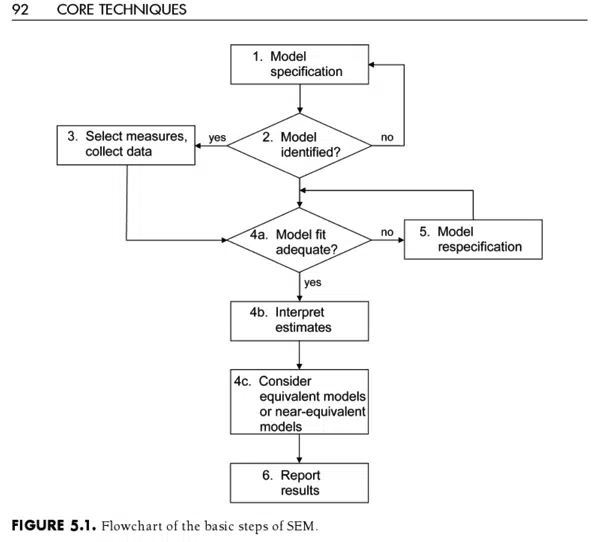 92 CORE TECHNIQUES
1. Model
specification
3. Select measures,
collect data
yes
2. Model
identified?
no
4a. Model fit
adequate?
no
5. Model
respecification
yes
4b. Interpret
estimates
4c. Consider
equivalent models
or near-equivalent
models
6. Report
results
FIGURE 5.1. Flowchart of the basic steps of SEM.